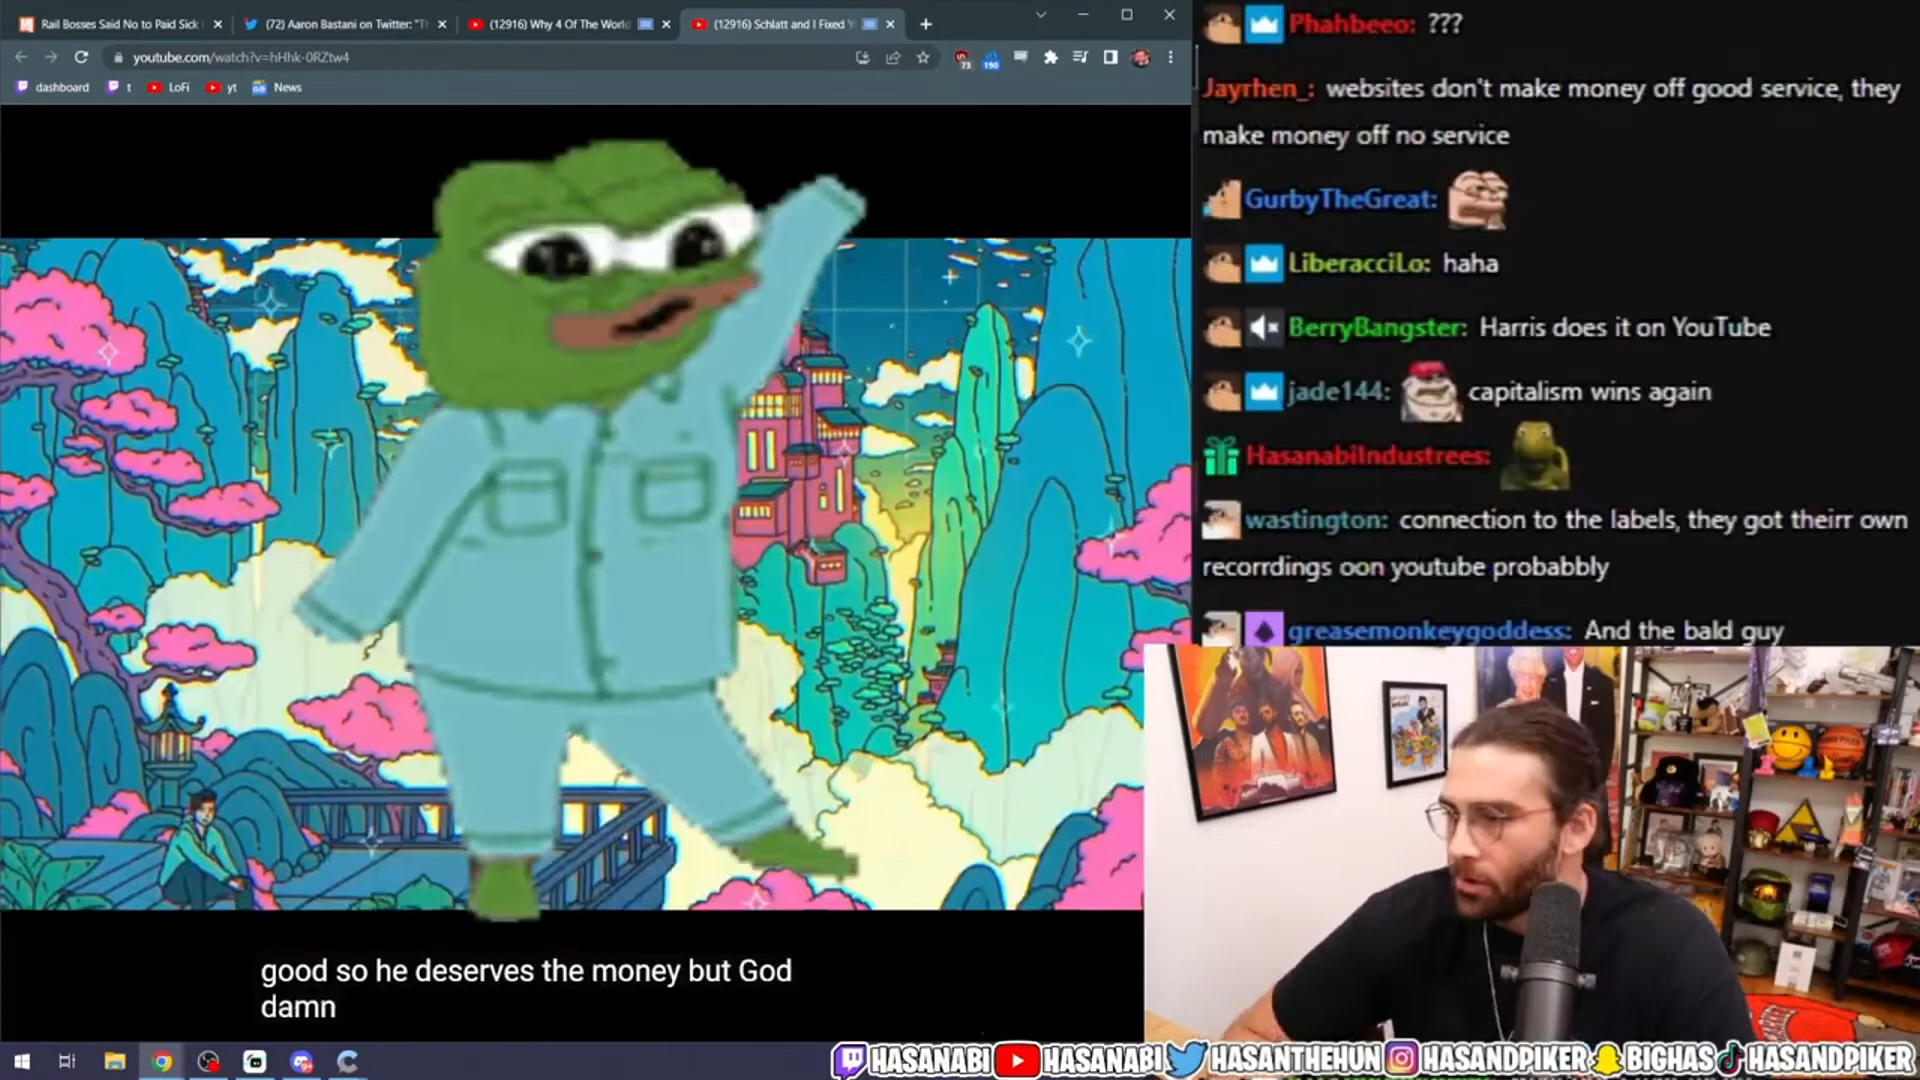 Rail Bosses Said No to Paid Sick
(72) Aaron Bastani on Twitter: "Th
(12916) Why 4 Of The World
(12916) Schlatt and I Fixed Y
youtube.com/watch?v=hHhk-0RZtw4
73
190
dashboard
t
LoFi
yt
News
Phahbeeo: ???
Jayrhen_: websites don't make money off good service, they
make money off no service
GurbyTheGreat:
LiberacciLo: haha
BerryBangster: Harris does it on YouTube
jade144: capitalism wins again
HasanabiIndustrees:
wastington: connection to the labels, they got theirr own
recorrdings oon youtube probabbly
greasemonkeygoddess: And the bald guy
good so he deserves the money but God
damn
HASANABI HASANABI HASANTHEHUN HASANDPIKER BIGHAS HASANDPIKER